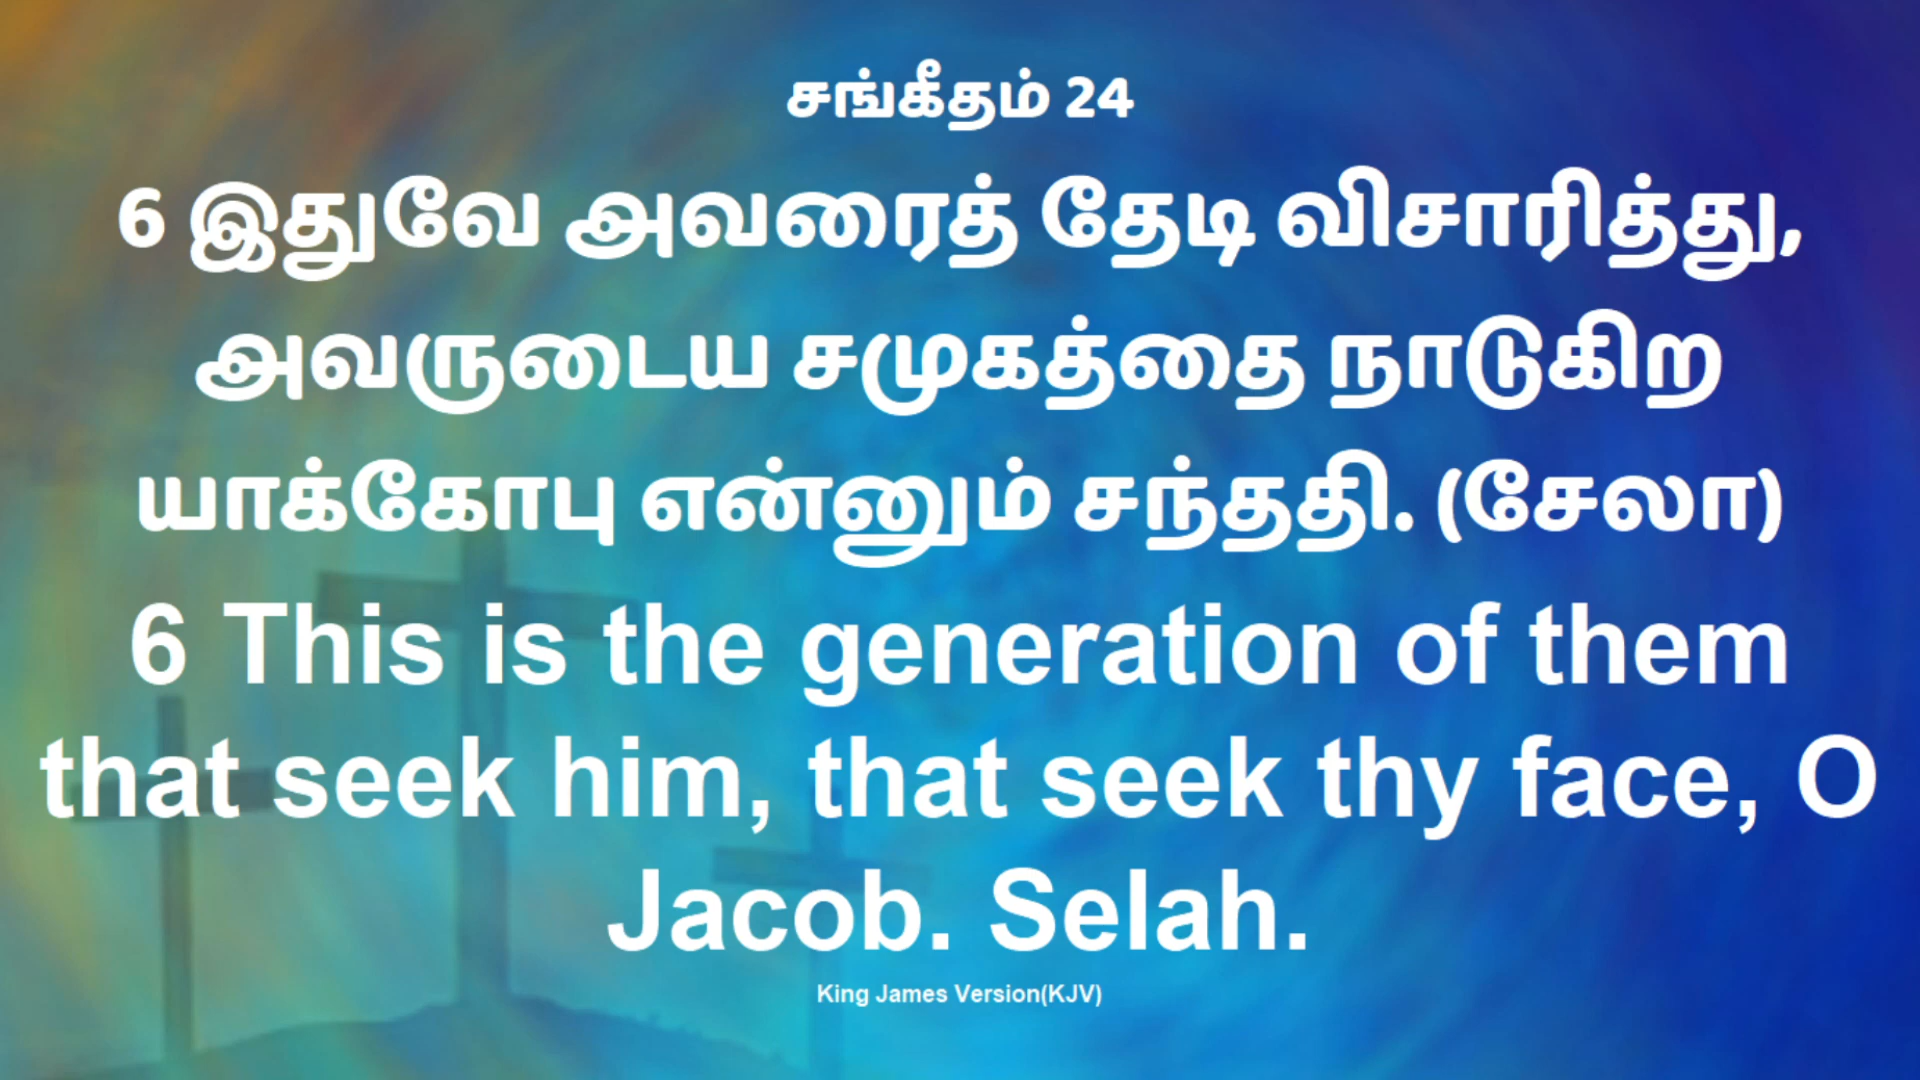 சங்கீதம் 24
6 இதுவே அவரைத் தேடி விசாரித்து,
அவருடைய சமுகத்தை நாடுகிற
யாக்கோபு என்னும் சந்ததி. (சேலா)
6 This is the generation of them
that seek him, that seek thy face, O
Jacob. Selah.
King James Version(KJV)